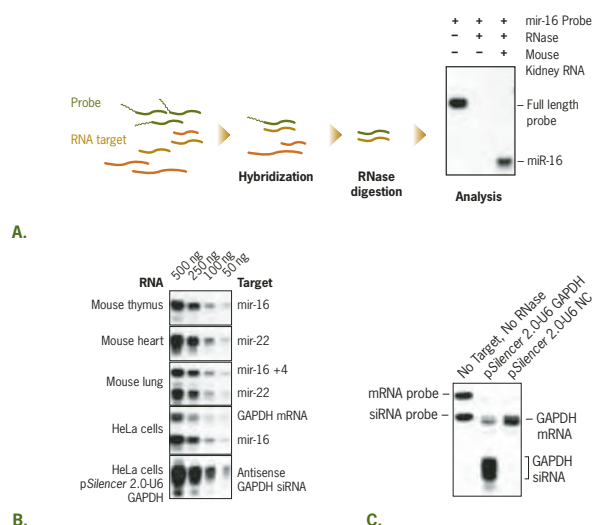 + + + mir-16 Probe
– + + RNase
– – + Mouse
Kidney RNA
Probe
RNA target
Hybridization
RNase
digestion
Full length
probe
miR-16
Analysis
A.
RNA 500 ng 250 ng 100 ng 50 ng Target
Mouse thymus mir-16
Mouse heart mir-22
Mouse lung mir-16 +4
mir-22
HeLa cells GAPDH mRNA
mir-16
HeLa cells
pSilencer 2.0-U6
GAPDH
Antisense
GAPDH siRNA
B.
No Target, No RNase
pSilencer 2.0-U6 GAPDH
pSilencer 2.0-U6 NC
mRNA probe –
siRNA probe –
– GAPDH
mRNA
GAPDH
siRNA
C.